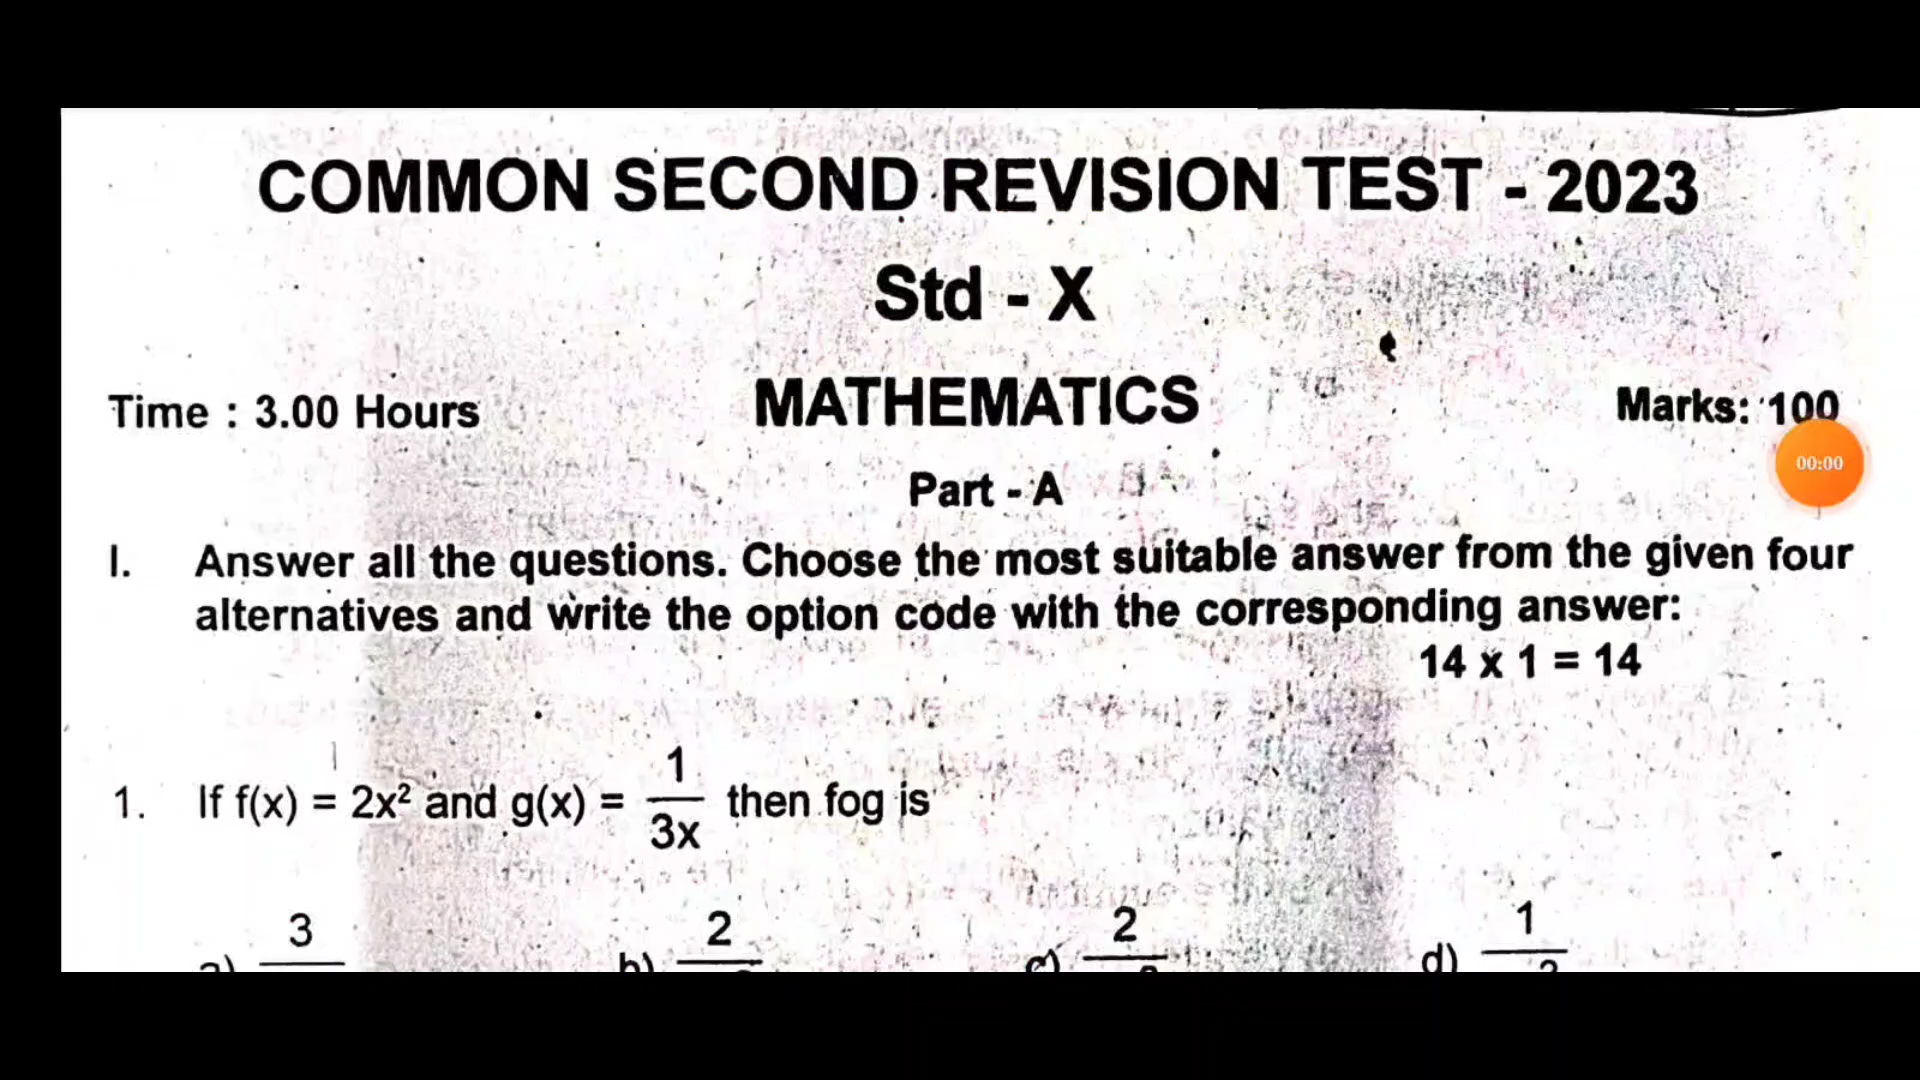 COMMON SECOND REVISION TEST - 2023
Std - X
Time : 3.00 Hours MATHEMATICS Marks: 100
00:00
Part - A
I. Answer all the questions. Choose the most suitable answer from the given four
alternatives and write the option code with the corresponding answer:
14 x 1 = 14
1. If f(x) = 2x² and g(x) = 1/3x then fog is
3 2 2 1
d)